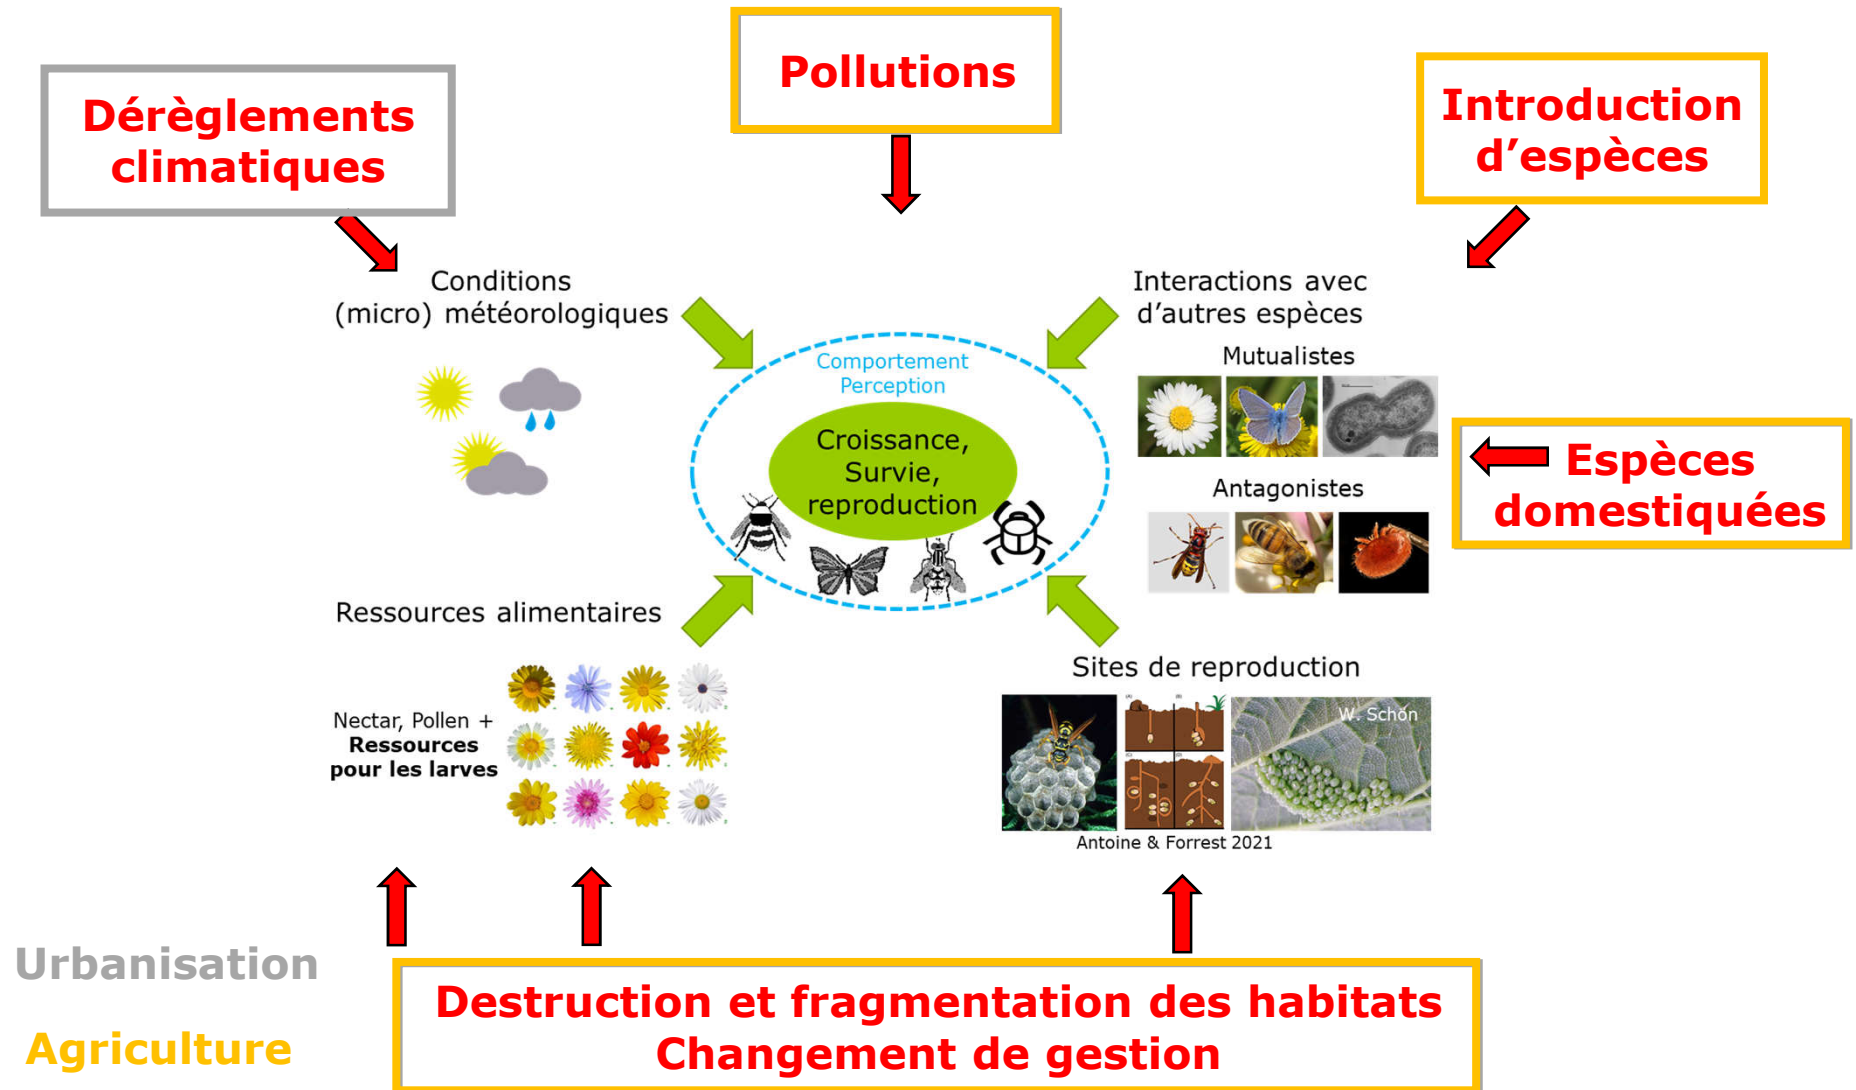 Pollutions
Dérèglements
climatiques
Introduction
d’espèces
Conditions
(micro) météorologiques
Interactions avec
d’autres espèces
Mutualistes
Comportement
Perception
Croissance,
Survie,
reproduction
Antagonistes
Espèces
domestiquées
Ressources alimentaires
Nectar, Pollen +
Ressources
pour les larves
Sites de reproduction
W. Schön
Antoine & Forrest 2021
Urbanisation
Agriculture
Destruction et fragmentation des habitats
Changement de gestion